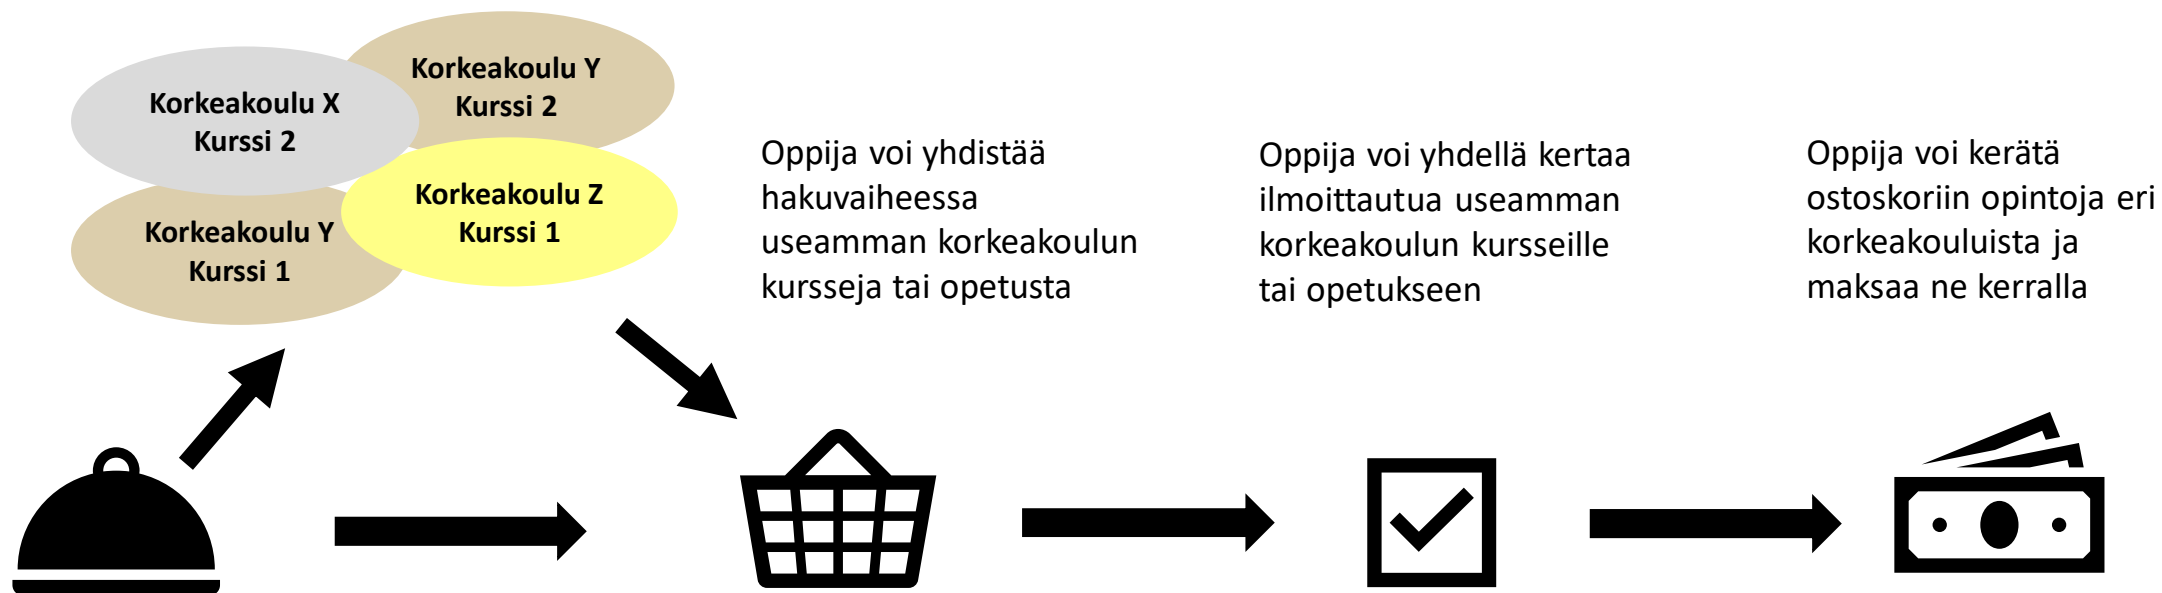 Korkeakoulu Y
Kurssi 2
Korkeakoulu X
Kurssi 2
Korkeakoulu Z
Kurssi 1
Korkeakoulu Y
Kurssi 1
Oppija voi yhdistää
hakuvaiheessa
useamman korkeakoulun
kursseja tai opetusta
Oppija voi yhdellä kertaa
ilmoittautua useamman
korkeakoulun kursseille
tai opetukseen
Oppija voi kerätä
ostoskoriin opintoja eri
korkeakouluista ja
maksaa ne kerralla